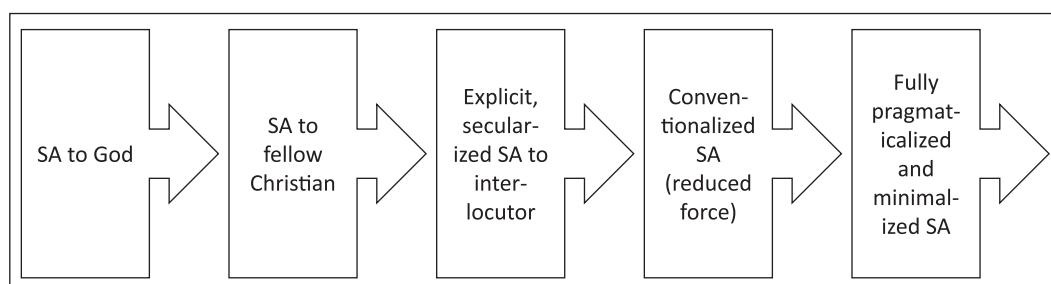 SA to God
SA to
fellow
Christian
Explicit,
secular-
ized SA to
inter-
locutor
Conven-
tionalized
SA
(reduced
force)
Fully
pragmat-
icalized
and
minimal-
ized SA